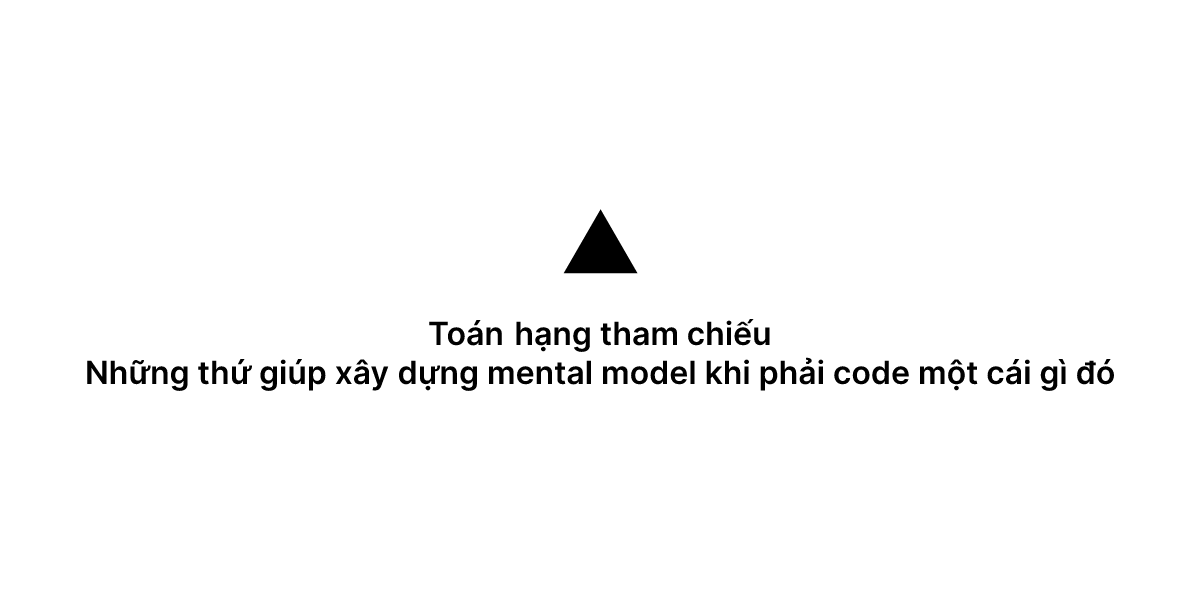 Toán hạng tham chiếu
Những thứ giúp xây dựng mental model khi phải code một cái gì đó